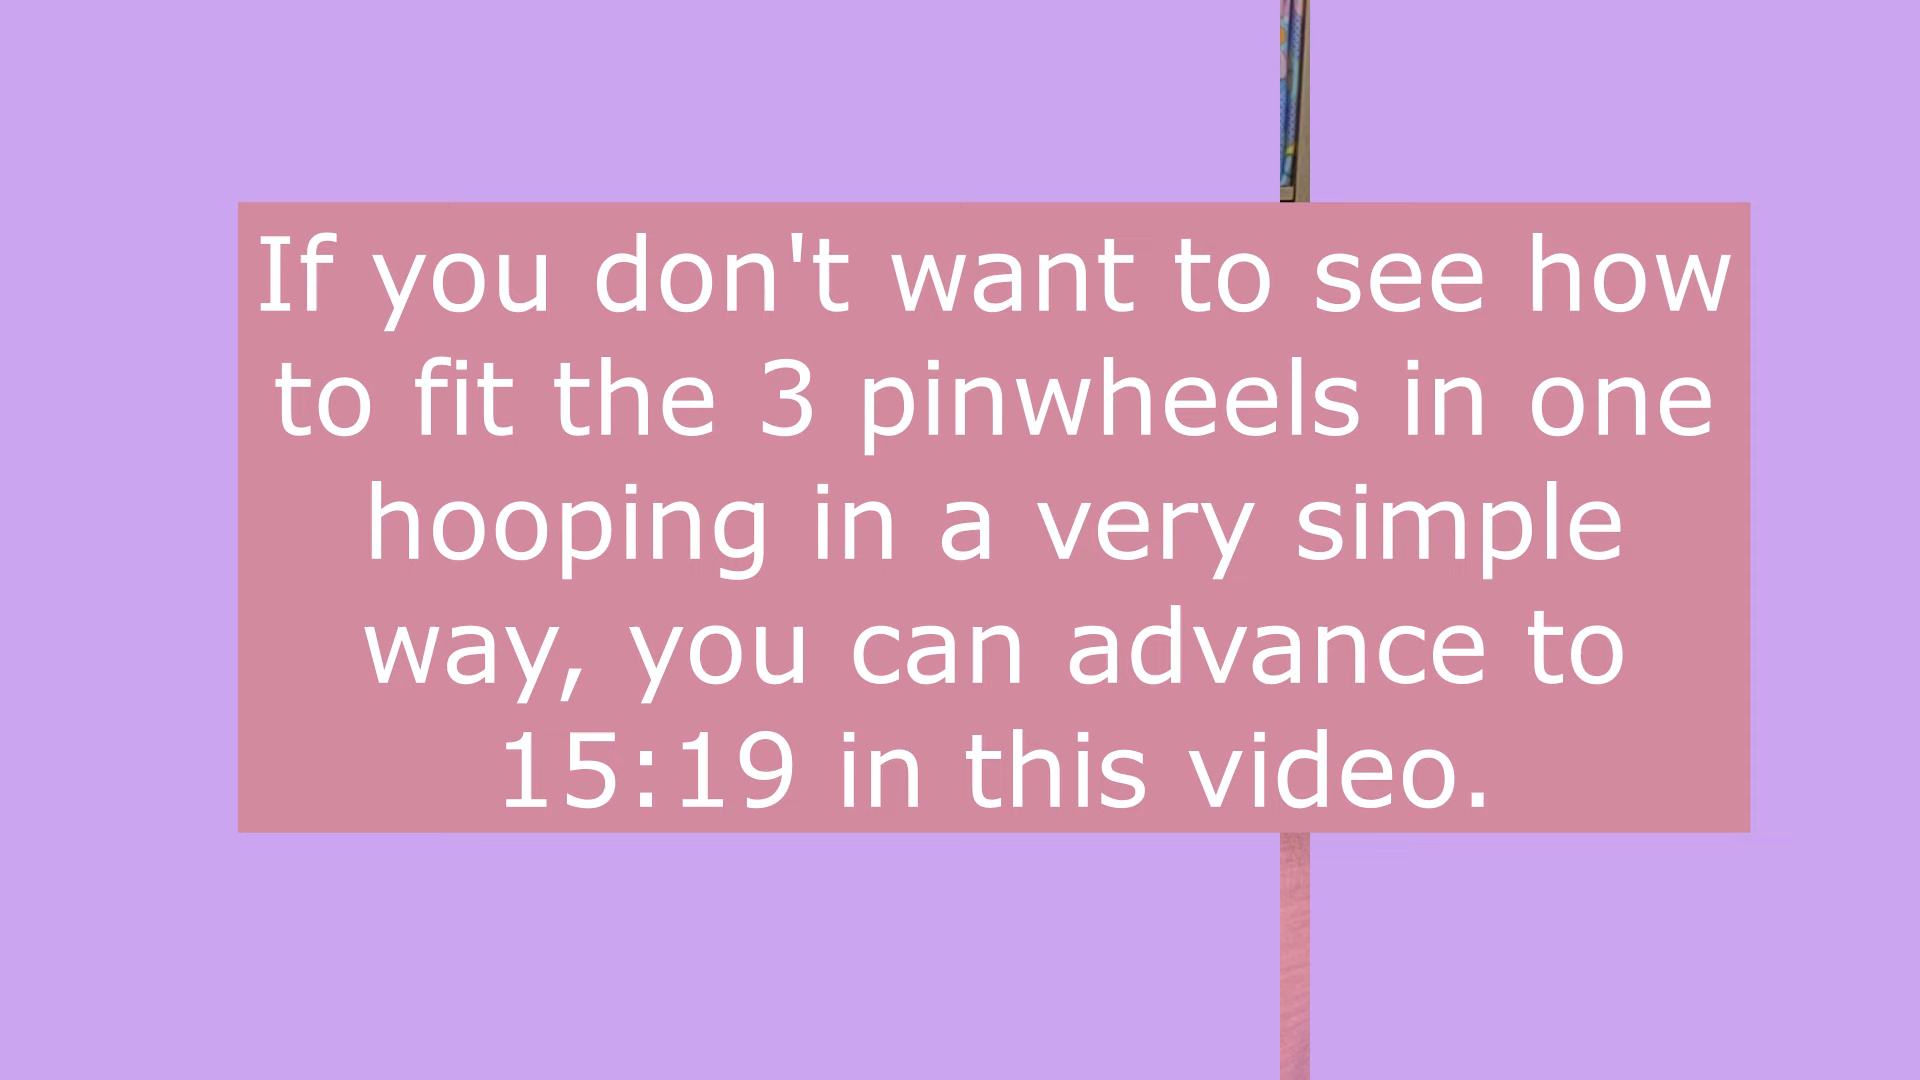 If you don't want to see how
to fit the 3 pinwheels in one
hooping in a very simple
way, you can advance to
15:19 in this video.